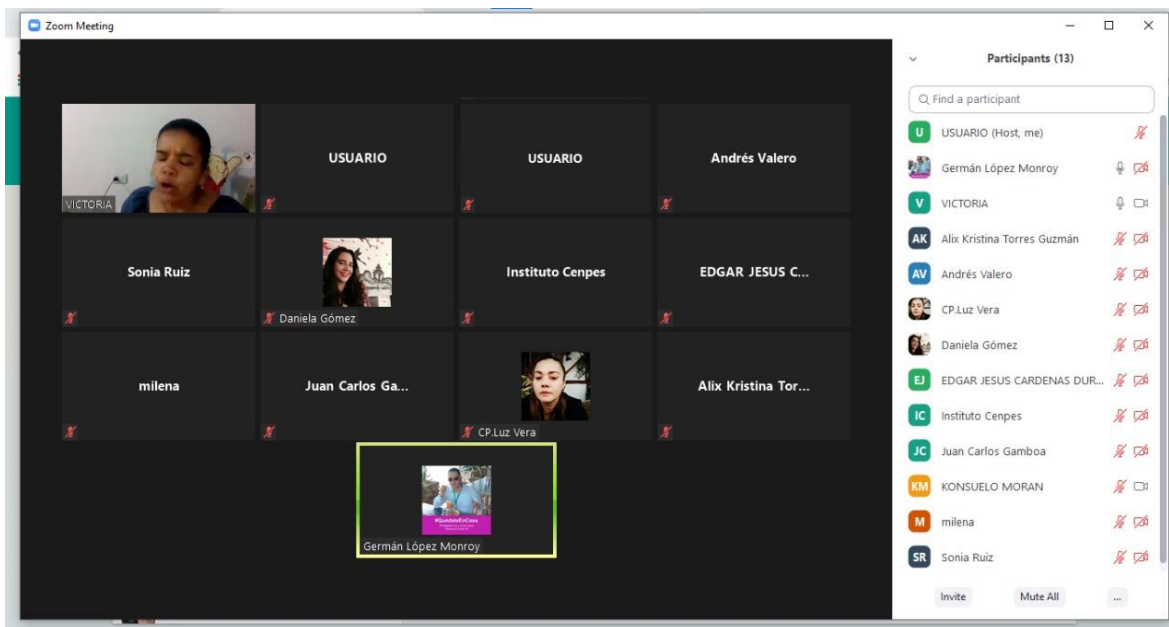 Zoom Meeting
VICTORIA
USUARIO
USUARIO
Andrés Valero
Sonia Ruiz
Daniela Gómez
Instituto Cenpes
EDGAR JESUS C...
milena
Juan Carlos Ga...
CP.Luz Vera
Alix Kristina Tor...
#QuédateEnCasa
Germán López Monroy
Participants (13)
Find a participant
U USUARIO (Host, me)
Germán López Monroy
V VICTORIA
AK Alix Kristina Torres Guzmán
AV Andrés Valero
CP.Luz Vera
Daniela Gómez
EJ EDGAR JESUS CARDENAS DUR...
IC Instituto Cenpes
JC Juan Carlos Gamboa
KM KONSUELO MORAN
M milena
SR Sonia Ruiz
Invite Mute All ...